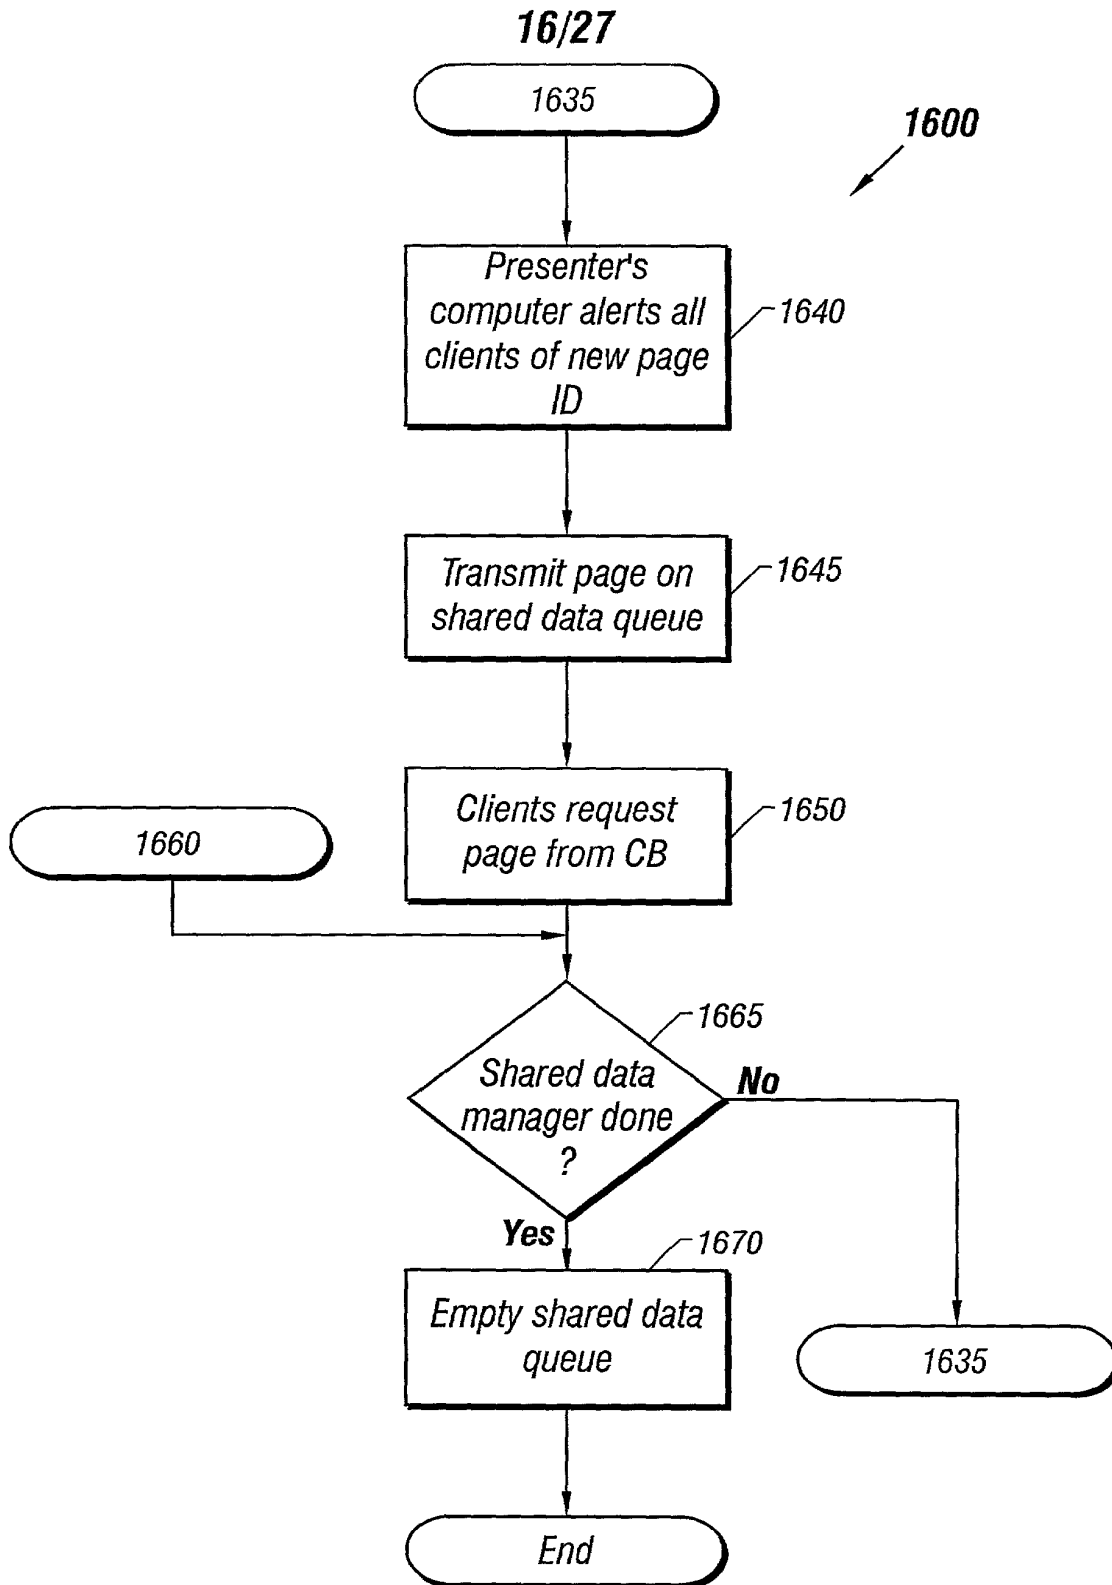 16/27
1635
1600
Presenter's
computer alerts all
clients of new page
ID
1640
Transmit page on
shared data queue
1645
Clients request
page from CB
1650
1660
1665
Shared data
manager done
?
No
Yes
1670
Empty shared data
queue
1635
End